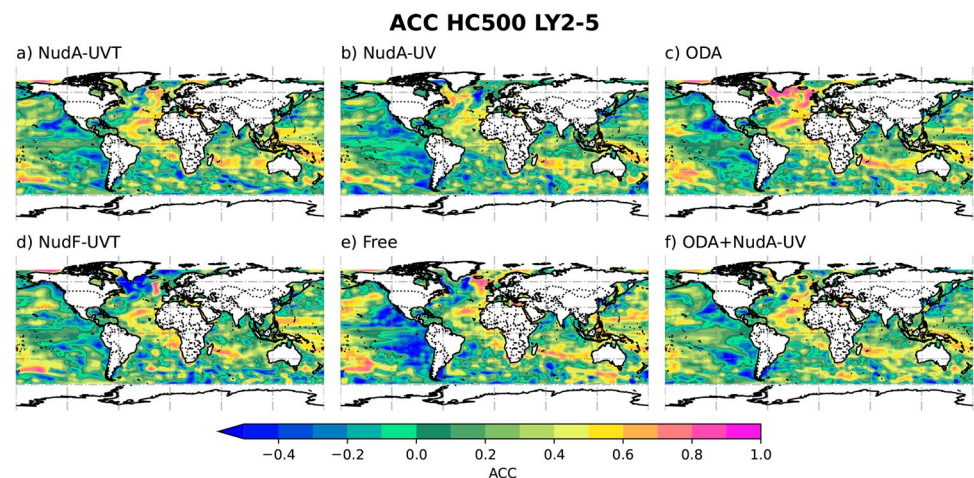 ACC HC500 LY2-5
a) NudA-UVT
b) NudA-UV
c) ODA
d) NudF-UVT
e) Free
f) ODA+NudA-UV
−0.4 −0.2 0.0 0.2 0.4 0.6 0.8 1.0
ACC